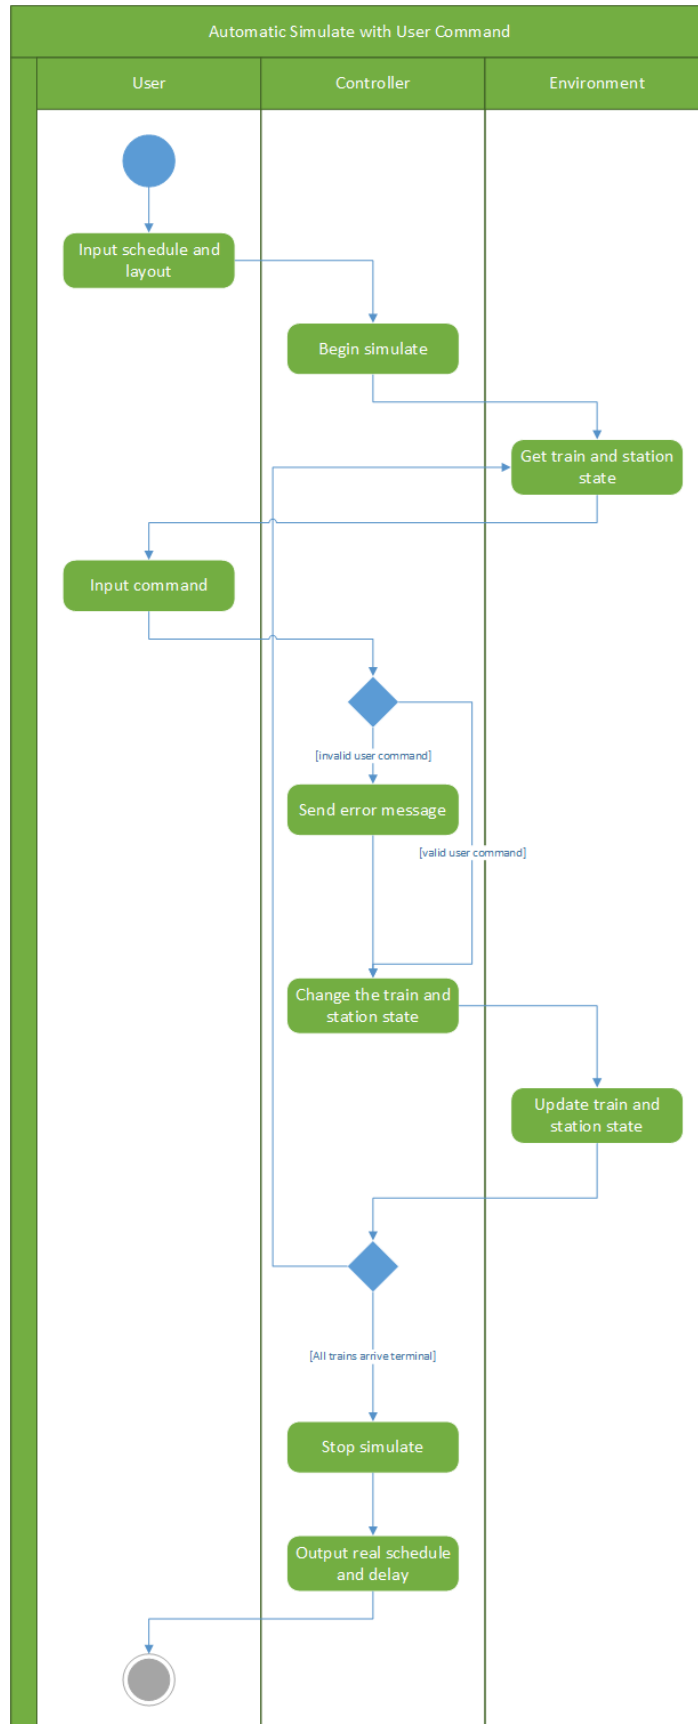 Automatic Simulate with User Command
User
Controller
Environment
Input schedule and
layout
Begin simulate
Get train and station
state
Input command
[invalid user command]
Send error message
[valid user command]
Change the train and
station state
Update train and
station state
[All trains arrive terminal]
Stop simulate
Output real schedule
and delay